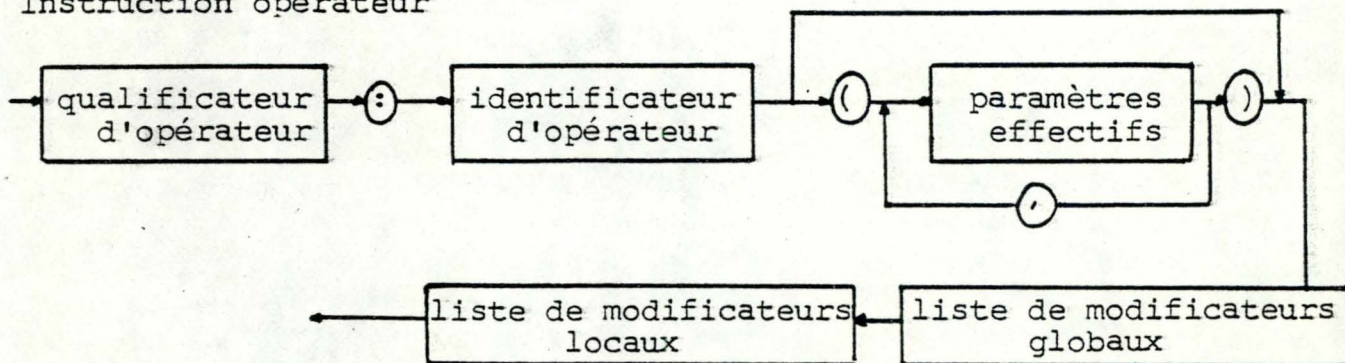 Instruction opérateur
qualificateur
d'opérateur
:
identificateur
d'opérateur
(
paramètres
effectifs
)
,
liste de modificateurs
locaux
liste de modificateurs
globaux